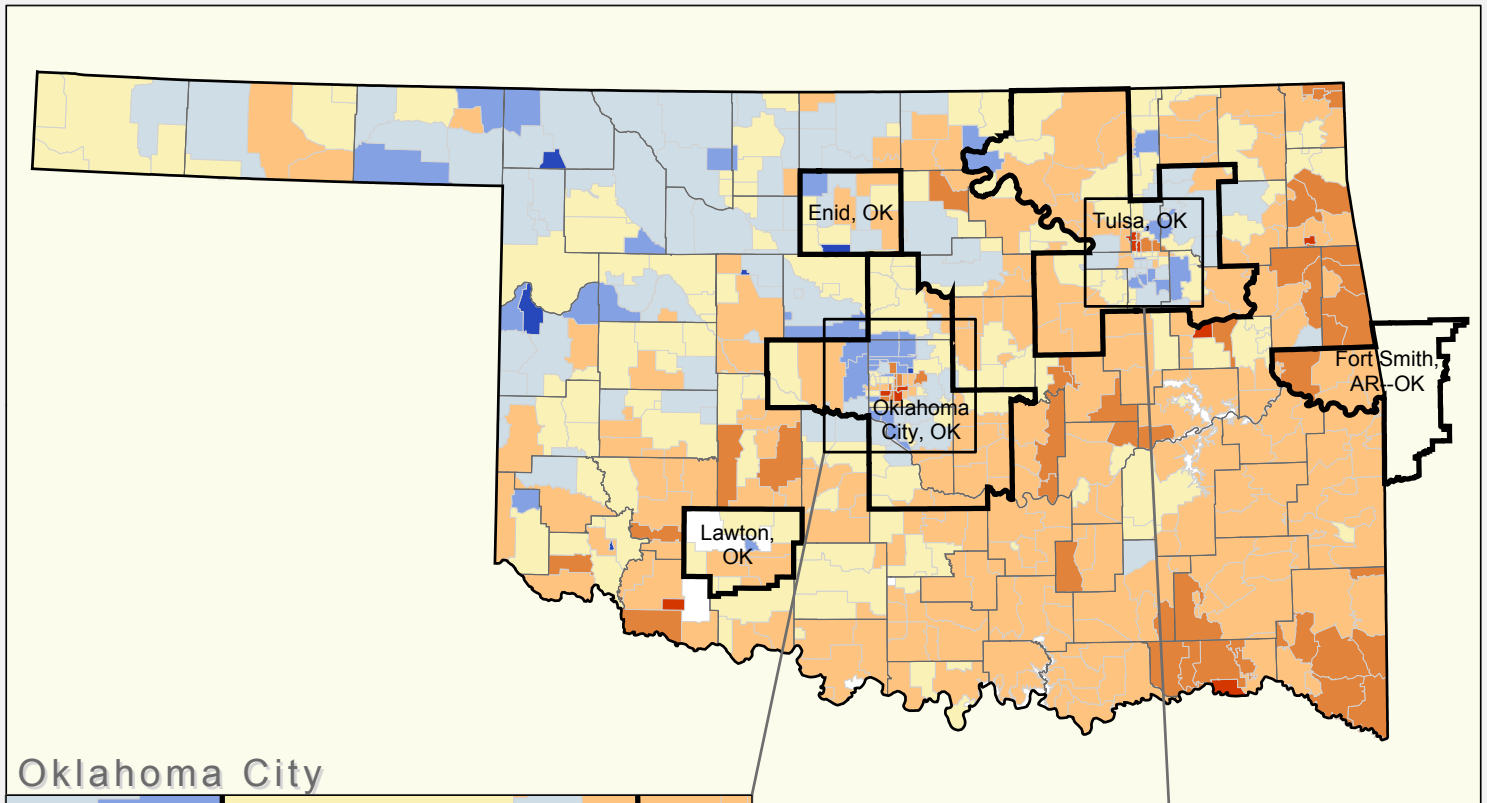 Enid, OK
Tulsa, OK
Fort Smith,
AR--OK
Oklahoma
City, OK
Lawton,
OK
Oklahoma City